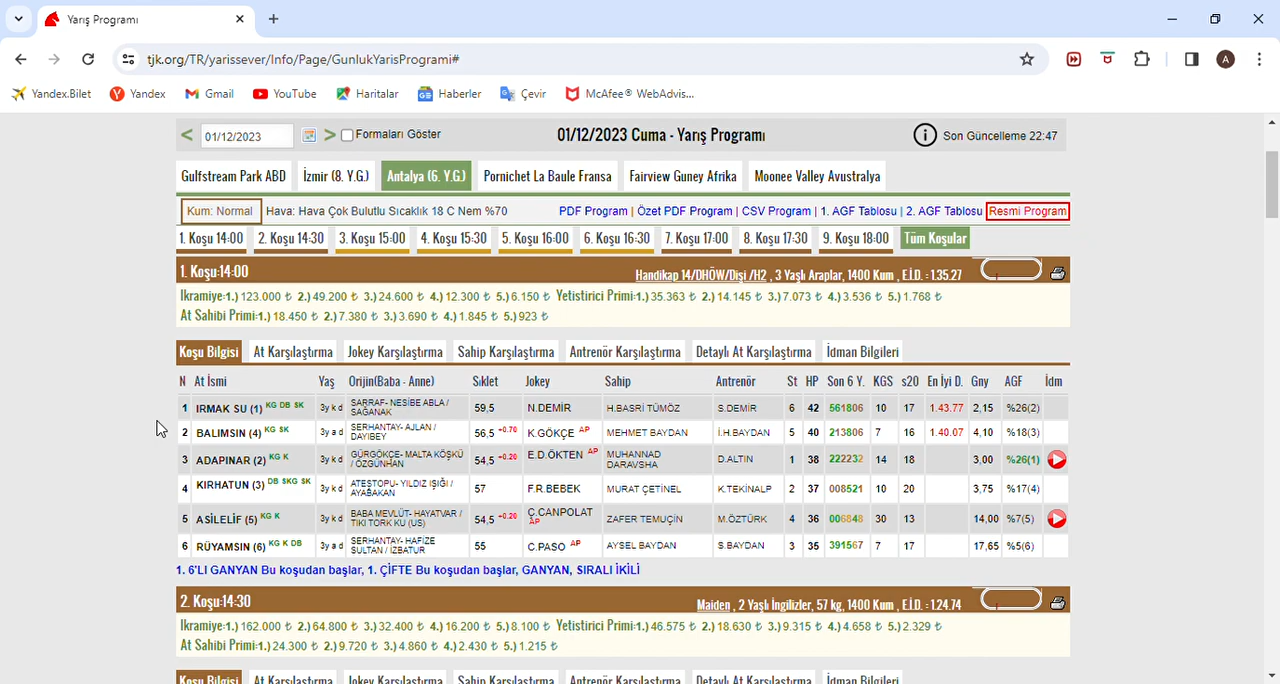 Yarış Programı
tjk.org/TR/yarissever/Info/Page/GunlukYarisProgrami#
A
Yandex.Bilet Yandex Gmail YouTube Haritalar Haberler Çevir McAfee® WebAdvis...
< 01/12/2023 > Formaları Göster 01/12/2023 Cuma - Yarış Programı Son Güncelleme 22:47
Gulfstream Park ABD İzmir (8. Y.G.) Antalya (6. Y.G.) Pornichet La Baule Fransa Fairview Guney Afrika Moonee Valley Avustralya
Kum: Normal Hava: Hava Çok Bulutlu Sıcaklık 18 C Nem %70 PDF Program | Özet PDF Program | CSV Program | 1. AGF Tablosu | 2. AGF Tablosu Resmi Program
1. Koşu 14:00 2. Koşu 14:30 3. Koşu 15:00 4. Koşu 15:30 5. Koşu 16:00 6. Koşu 16:30 7. Koşu 17:00 8. Koşu 17:30 9. Koşu 18:00 Tüm Koşular
1. Koşu:14:00 Handikap 14/DHÖW/Dişi /H2 , 3 Yaşlı Araplar, 1400 Kum , E.İ.D. : 1.35.27
İkramiye:1.) 123.000 ₺ 2.) 49.200 ₺ 3.) 24.600 ₺ 4.) 12.300 ₺ 5.) 6.150 ₺ Yetistirici Primi:1.) 35.363 ₺ 2.) 14.145 ₺ 3.) 7.073 ₺ 4.) 3.536 ₺ 5.) 1.768 ₺
At Sahibi Primi:1.) 18.450 ₺ 2.) 7.380 ₺ 3.) 3.690 ₺ 4.) 1.845 ₺ 5.) 923 ₺
Koşu Bilgisi At Karşılaştırma Jokey Karşılaştırma Sahip Karşılaştırma Antrenör Karşılaştırma Detaylı At Karşılaştırma İdman Bilgileri
N At İsmi Yaş Orijin(Baba - Anne) Sıklet Jokey Sahip Antrenör St HP Son 6 Y. KGS s20 En İyi D. Gny AGF İdm
1 IRMAK SU (1) KG DB SK 3y k d SARRAF- NESİBE ABLA / SAĞANAK 59,5 N.DEMİR H.BASRİ TÜMÖZ S.DEMİR 6 42 561806 10 17 1.43.77 2,15 %26(2)
2 BALIMSIN (4) KG SK 3y a d SERHANTAY- AJLAN / DAYIBEY 56,5 +0.70 K.GÖKÇE AP MEHMET BAYDAN İ.H.BAYDAN 5 40 213806 7 16 1.40.07 4,10 %18(3)
3 ADAPINAR (2) KG K 3y k d GÜRGÖKÇE- MALTA KÖŞKÜ / ÖZGÜNHAN 54,5 +0.20 E.D.ÖKTEN AP MUHANNAD DARAVSHA D.ALTIN 1 38 222232 14 18 3,00 %26(1)
4 KIRHATUN (3) DB SKG SK 3y k d ATESTOPU- YILDIZ IŞIĞI / AYABAKAN 57 F.R.BEBEK MURAT ÇETİNEL K.TEKİNALP 2 37 008521 10 20 3,75 %17(4)
5 ASİLELİF (5) KG K 3y k d BABA MEVLÜT- HAYATVAR / TIKI TORK KU (US) 54,5 +0.20 Ç.CANPOLAT AP ZAFER TEMUÇİN M.ÖZTÜRK 4 36 006848 30 13 14,00 %7(5)
6 RÜYAMSIN (6) KG K DB 3y a d SERHANTAY- HAFİZE SULTAN / İZBATUR 55 C.PASO AP AYSEL BAYDAN S.BAYDAN 3 35 391567 7 17 17,65 %5(6)
1. 6'LI GANYAN Bu koşudan başlar, 1. ÇİFTE Bu koşudan başlar, GANYAN, SIRALI İKİLİ
2. Koşu:14:30 Maiden , 2 Yaşlı İngilizler, 57 kg, 1400 Kum , E.İ.D. : 1.24.74
İkramiye:1.) 162.000 ₺ 2.) 64.800 ₺ 3.) 32.400 ₺ 4.) 16.200 ₺ 5.) 8.100 ₺ Yetistirici Primi:1.) 46.575 ₺ 2.) 18.630 ₺ 3.) 9.315 ₺ 4.) 4.658 ₺ 5.) 2.329 ₺
At Sahibi Primi:1.) 24.300 ₺ 2.) 9.720 ₺ 3.) 4.860 ₺ 4.) 2.430 ₺ 5.) 1.215 ₺
Koşu Bilgisi At Karşılaştırma Jokey Karşılaştırma Sahip Karşılaştırma Antrenör Karşılaştırma Detaylı At Karşılaştırma İdman Bilgileri